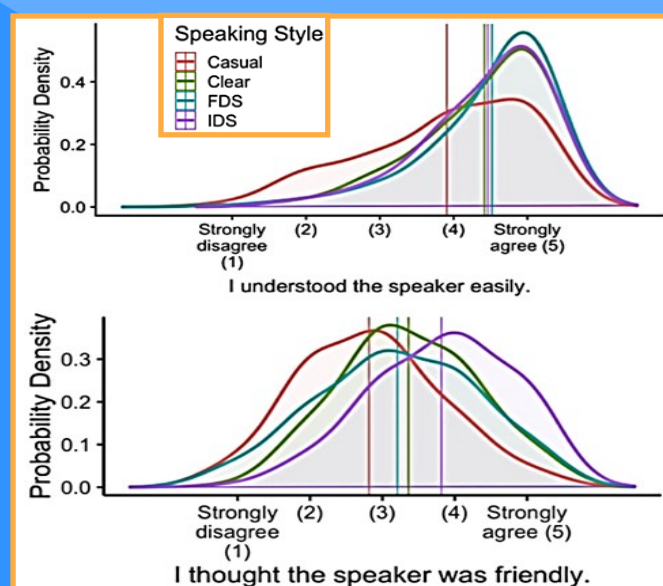 Speaking Style
Casual
Clear
FDS
IDS
Probability Density
0.4
0.2
0.0
Strongly disagree (1)
(2)
(3)
(4)
Strongly agree (5)
I understood the speaker easily.
Probability Density
0.3
0.2
0.1
0.0
Strongly disagree (1)
(2)
(3)
(4)
Strongly agree (5)
I thought the speaker was friendly.